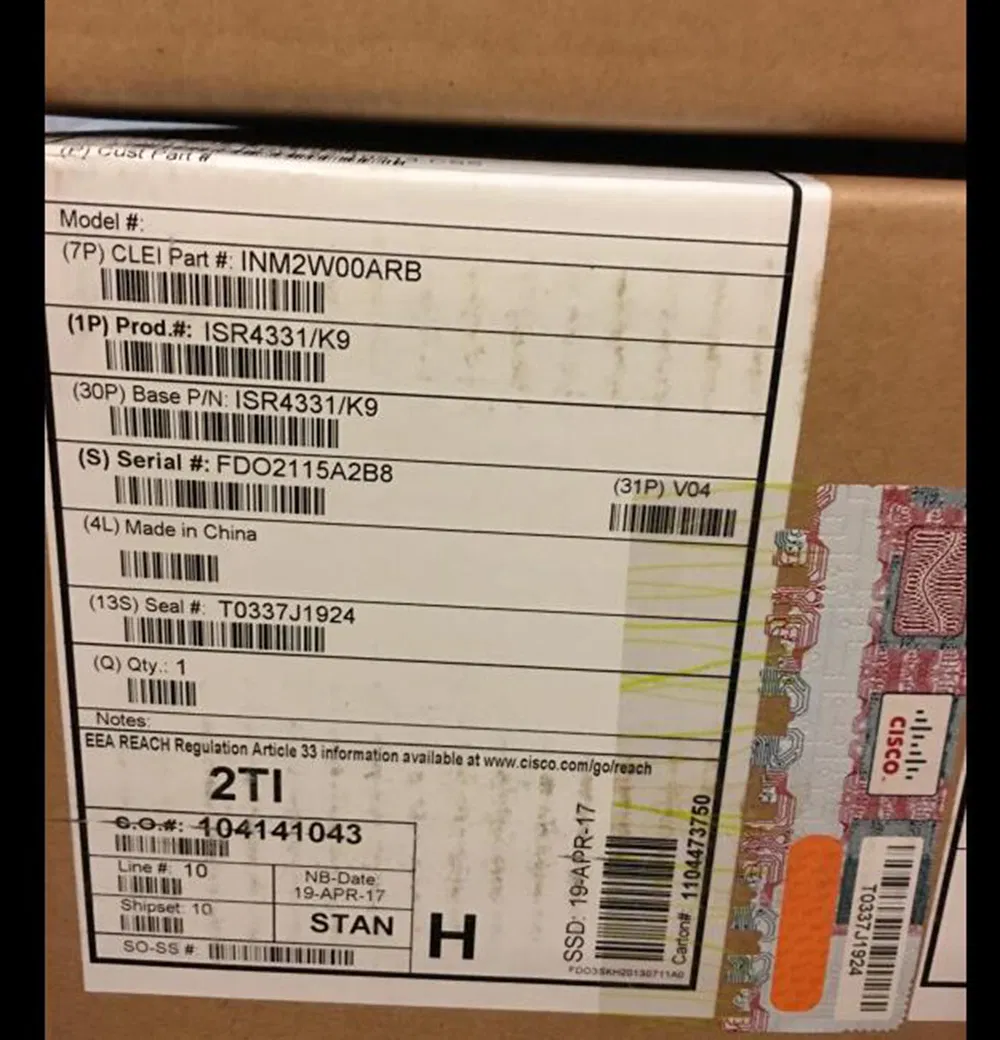 (P) Cust Part #
Model #:
(7P) CLEI Part #: INM2W00ARB
(1P) Prod.#: ISR4331/K9
(30P) Base P/N: ISR4331/K9
(S) Serial #: FDO2115A2B8
(31P) V04
(4L) Made in China
(13S) Seal #: T0337J1924
(Q) Qty.: 1
Notes:
EEA REACH Regulation Article 33 information available at www.cisco.com/go/reach
2TI
S.O.#: 104141043
Line #: 10
NB-Date:
19-APR-17
Shipset: 10
STAN
SO-SS #:
H
SSD: 19-APR-17
Carton# 1104473750
CISCO
T0337J1924